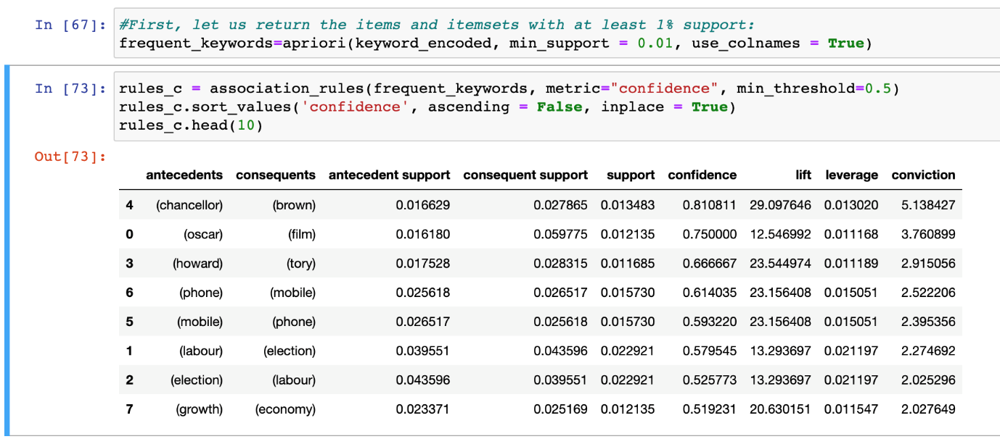 In [67]: #First, let us return the items and itemsets with at least 1% support:
frequent_keywords=apriori(keyword_encoded, min_support = 0.01, use_colnames = True)
In [73]: rules_c = association_rules(frequent_keywords, metric="confidence", min_threshold=0.5)
rules_c.sort_values('confidence', ascending = False, inplace = True)
rules_c.head(10)
Out[73]:
antecedents consequents antecedent support consequent support support confidence lift leverage conviction
4 (chancellor) (brown) 0.016629 0.027865 0.013483 0.810811 29.097646 0.013020 5.138427
0 (oscar) (film) 0.016180 0.059775 0.012135 0.750000 12.546992 0.011168 3.760899
3 (howard) (tory) 0.017528 0.028315 0.011685 0.666667 23.544974 0.011189 2.915056
6 (phone) (mobile) 0.025618 0.026517 0.015730 0.614035 23.156408 0.015051 2.522206
5 (mobile) (phone) 0.026517 0.025618 0.015730 0.593220 23.156408 0.015051 2.395356
1 (labour) (election) 0.039551 0.043596 0.022921 0.579545 13.293697 0.021197 2.274692
2 (election) (labour) 0.043596 0.039551 0.022921 0.525773 13.293697 0.021197 2.025296
7 (growth) (economy) 0.023371 0.025169 0.012135 0.519231 20.630151 0.011547 2.027649